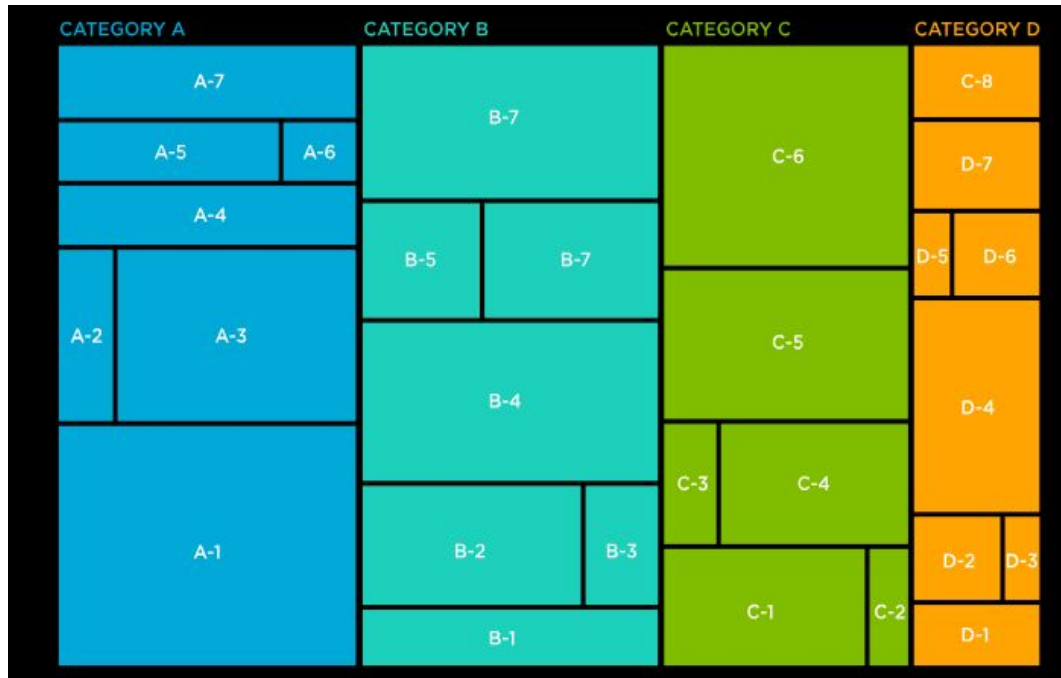 CATEGORY A
A-7
A-5
A-6
A-4
A-2
A-3
A-1
CATEGORY B
B-7
B-5
B-7
B-4
B-2
B-3
B-1
CATEGORY C
C-6
C-5
C-3
C-4
C-1
C-2
CATEGORY D
C-8
D-7
D-5
D-6
D-4
D-2
D-3
D-1